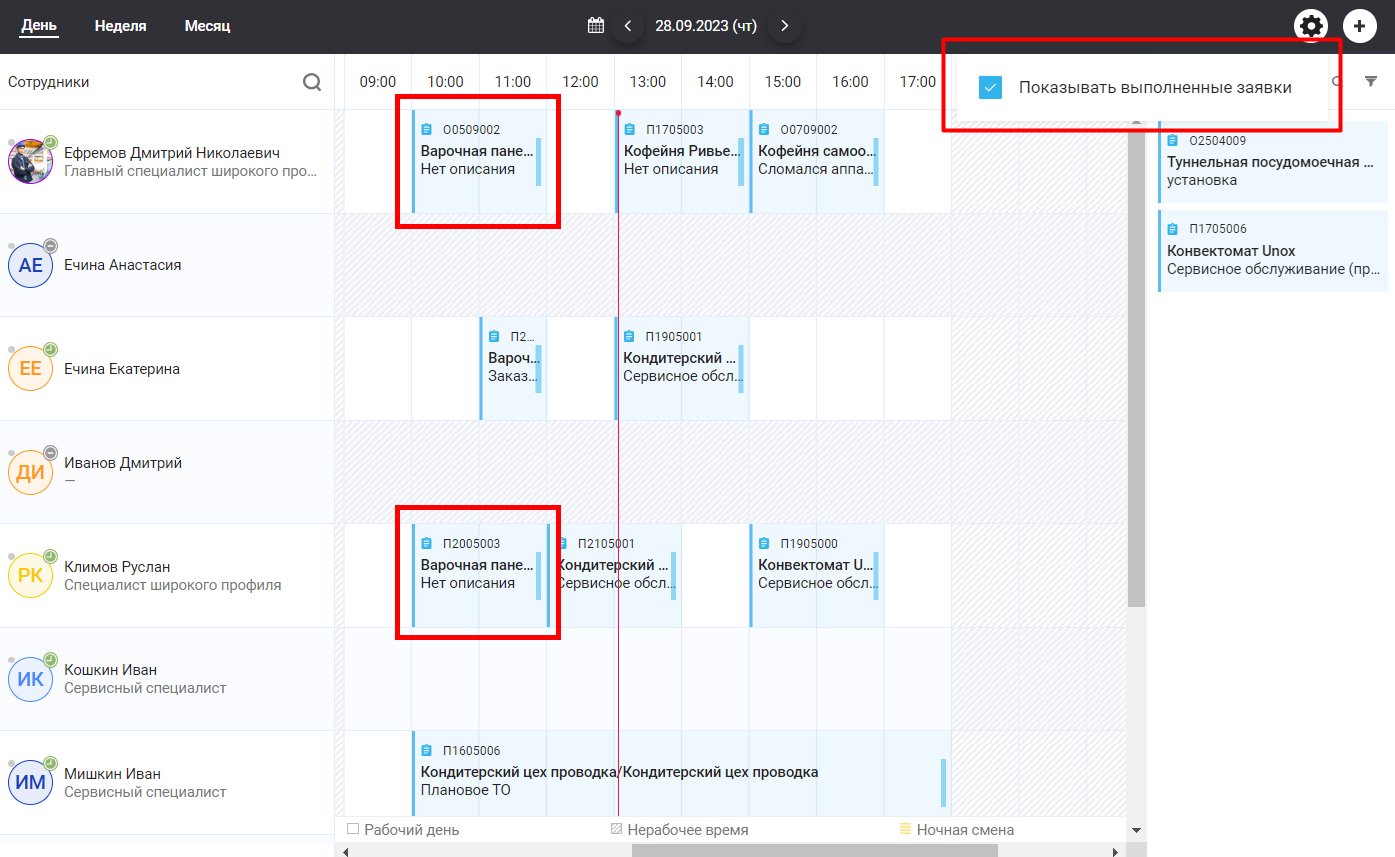 День Неделя Месяц 28.09.2023 (чт)
Сотрудники 09:00 10:00 11:00 12:00 13:00 14:00 15:00 16:00 17:00
Показывать выполненные заявки
Ефремов Дмитрий Николаевич
Главный специалист широкого про...
О0509002
Варочная пане...
Нет описания
П1705003
Кофейня Ривье...
Нет описания
О0709002
Кофейня самоо...
Сломался аппа...
О2504009
Туннельная посудомоечная ...
установка
П1705006
Конвектомат Unox
Сервисное обслуживание (пр...
АЕ
Ечина Анастасия
ЕЕ
Ечина Екатерина
П2...
Вароч...
Заказ...
П1905001
Кондитерский ...
Сервисное обсл...
ДИ
Иванов Дмитрий
—
РК
Климов Руслан
Специалист широкого профиля
П2005003
Варочная пане...
Нет описания
П2105001
Кондитерский ...
Сервисное обсл...
П1905000
Конвектомат U...
Сервисное обсл...
ИК
Кошкин Иван
Сервисный специалист
ИМ
Мишкин Иван
Сервисный специалист
П1605006
Кондитерский цех проводка/Кондитерский цех проводка
Плановое ТО
Рабочий день Нерабочее время Ночная смена